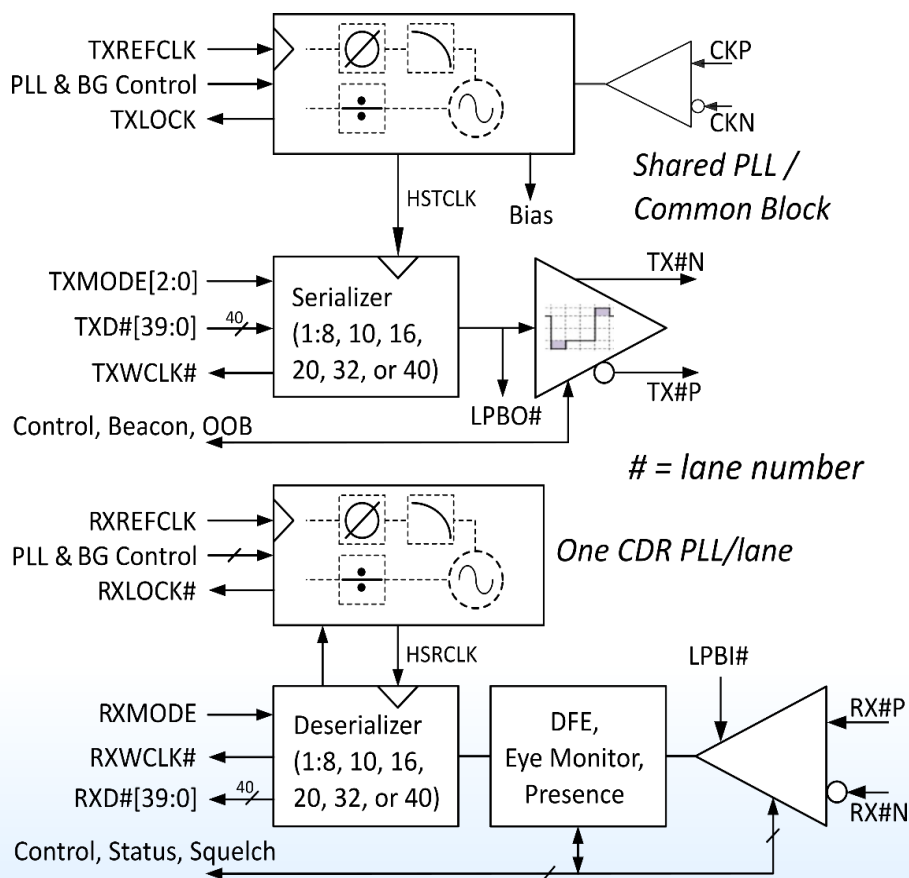 TXREFCLK
PLL & BG Control
TXLOCK
CKP
CKN
Shared PLL /
Common Block
HSTCLK
Bias
TXMODE[2:0]
TXD#[39:0]
40
TXWCLK#
Serializer
(1:8, 10, 16,
20, 32, or 40)
TX#N
TX#P
LPBO#
Control, Beacon, OOB
# = lane number
RXREFCLK
PLL & BG Control
RXLOCK#
One CDR PLL/lane
HSRCLK
LPBI#
RXMODE
RXWCLK#
RXD#[39:0]
40
Deserializer
(1:8, 10, 16,
20, 32, or 40)
DFE,
Eye Monitor,
Presence
RX#P
RX#N
Control, Status, Squelch